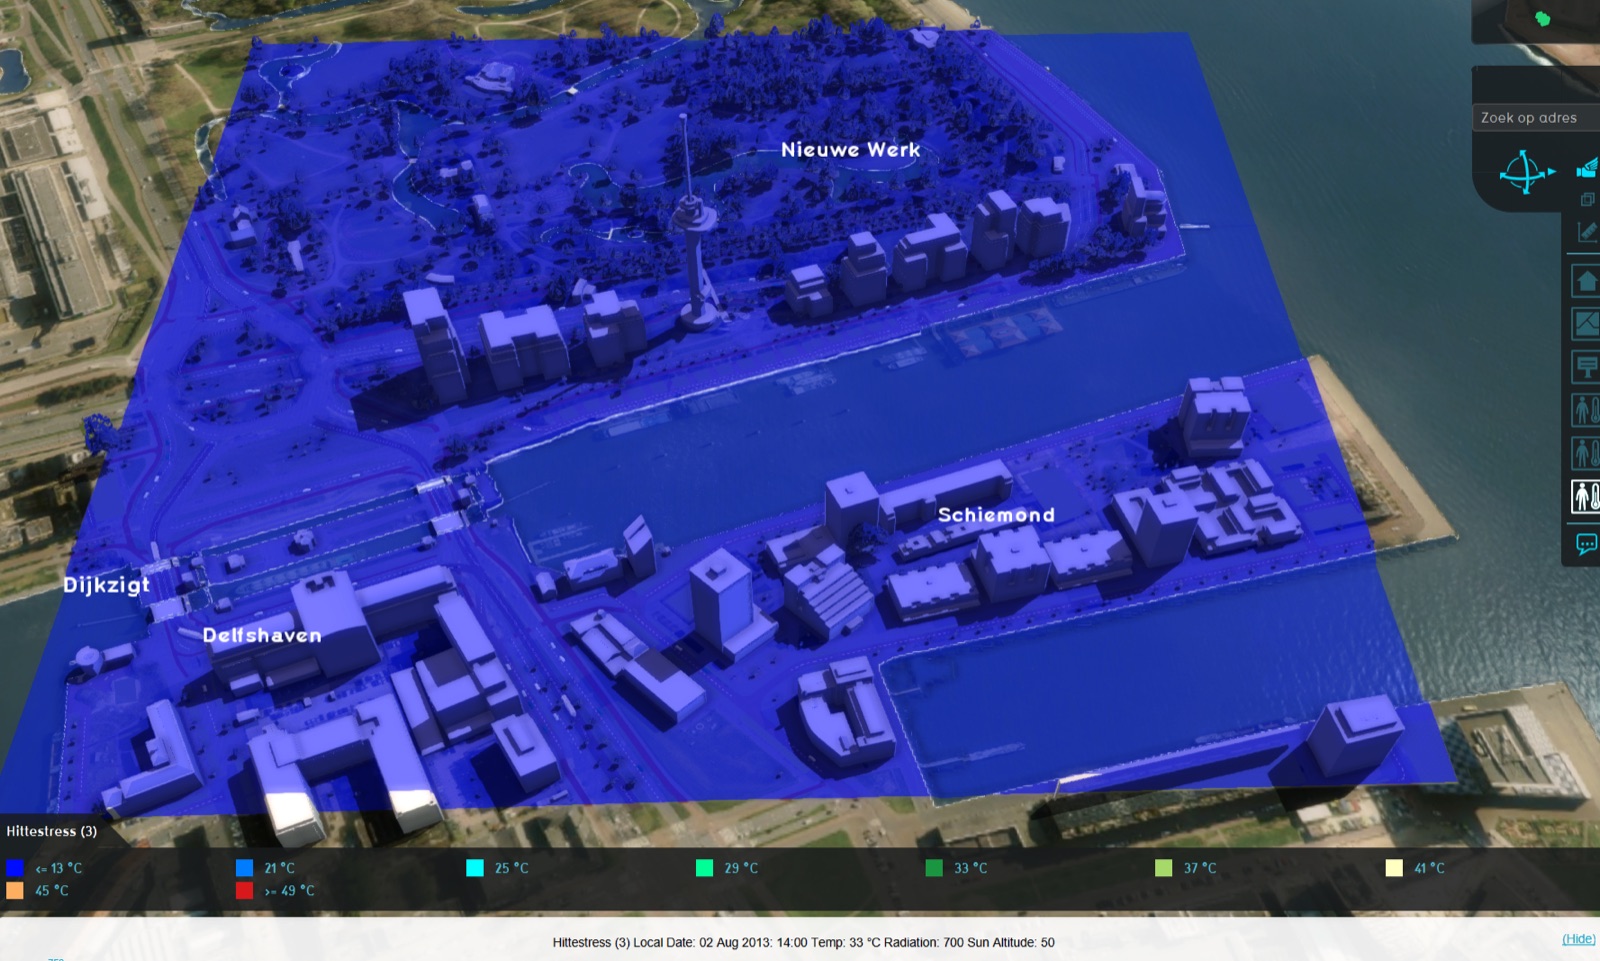 Zoek op adres
Nieuwe Werk
Schiemond
Dijkzigt
Delfshaven
Hittestress (3)
<= 13 °C
21 °C
25 °C
29 °C
33 °C
37 °C
41 °C
45 °C
>= 49 °C
Hittestress (3) Local Date: 02 Aug 2013: 14:00 Temp: 33 °C Radiation: 700 Sun Altitude: 50
(Hide)